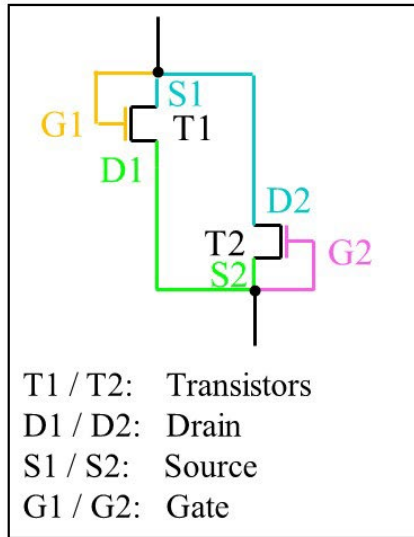 S1
G1
T1
D1
D2
T2
G2
S2
T1 / T2: Transistors
D1 / D2: Drain
S1 / S2: Source
G1 / G2: Gate